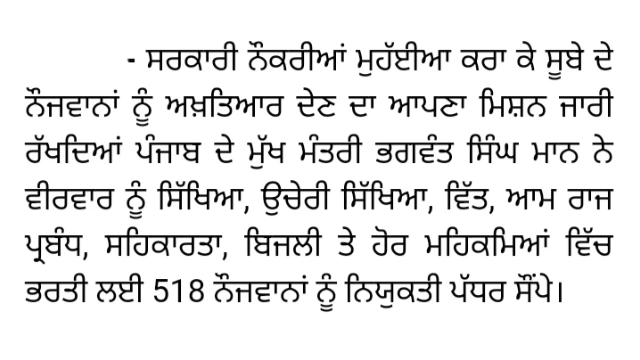 - ਸਰਕਾਰੀ ਨੌਕਰੀਆਂ ਮੁਹੱਈਆ ਕਰਾ ਕੇ ਸੂਬੇ ਦੇ
ਨੌਜਵਾਨਾਂ ਨੂੰ ਅਖ਼ਤਿਆਰ ਦੇਣ ਦਾ ਆਪਣਾ ਮਿਸ਼ਨ ਜਾਰੀ
ਰੱਖਦਿਆਂ ਪੰਜਾਬ ਦੇ ਮੁੱਖ ਮੰਤਰੀ ਭਗਵੰਤ ਸਿੰਘ ਮਾਨ ਨੇ
ਵੀਰਵਾਰ ਨੂੰ ਸਿੱਖਿਆ, ਉਚੇਰੀ ਸਿੱਖਿਆ, ਵਿੱਤ, ਆਮ ਰਾਜ
ਪ੍ਰਬੰਧ, ਸਹਿਕਾਰਤਾ, ਬਿਜਲੀ ਤੇ ਹੋਰ ਮਹਿਕਮਿਆਂ ਵਿੱਚ
ਭਰਤੀ ਲਈ 518 ਨੌਜਵਾਨਾਂ ਨੂੰ ਨਿਯੁਕਤੀ ਪੱਧਰ ਸੌਂਪੇ।